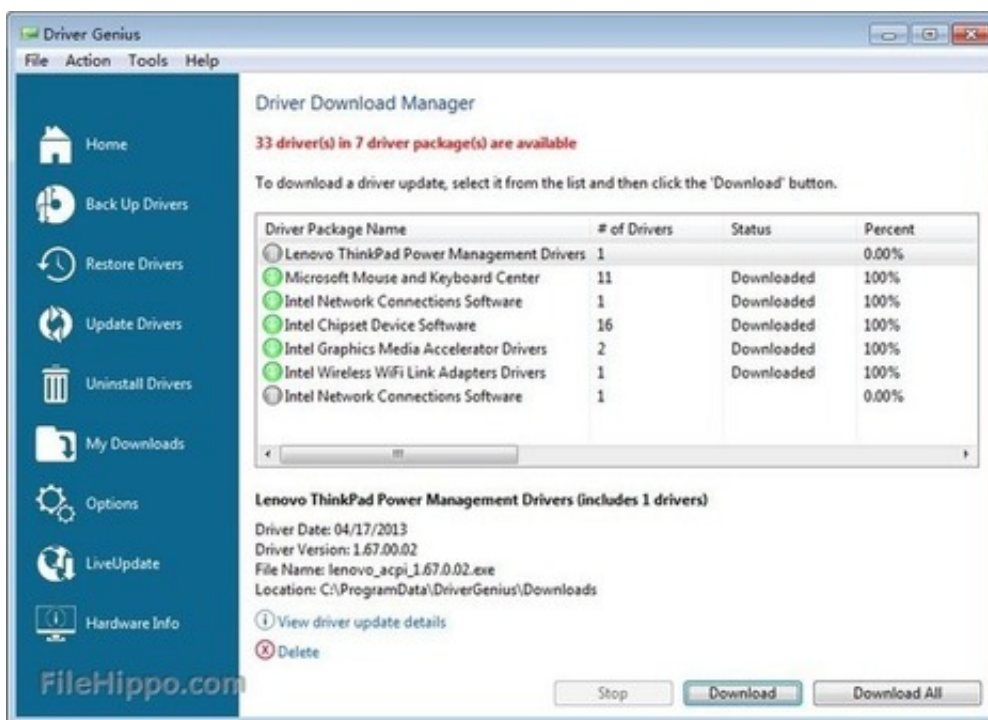 Driver Genius
File Action Tools Help
Home
Back Up Drivers
Restore Drivers
Update Drivers
Uninstall Drivers
My Downloads
Options
LiveUpdate
Hardware Info
FileHippo.com
Driver Download Manager
33 driver(s) in 7 driver package(s) are available
To download a driver update, select it from the list and then click the 'Download' button.
Driver Package Name # of Drivers Status Percent
Lenovo ThinkPad Power Management Drivers 1 0.00%
Microsoft Mouse and Keyboard Center 11 Downloaded 100%
Intel Network Connections Software 1 Downloaded 100%
Intel Chipset Device Software 16 Downloaded 100%
Intel Graphics Media Accelerator Drivers 2 Downloaded 100%
Intel Wireless WiFi Link Adapters Drivers 1 Downloaded 100%
Intel Network Connections Software 1 0.00%
Lenovo ThinkPad Power Management Drivers (includes 1 drivers)
Driver Date: 04/17/2013
Driver Version: 1.67.00.02
File Name: lenovo_acpi_1.67.0.02.exe
Location: C:\ProgramData\DriverGenius\Downloads
View driver update details
Delete
Stop Download Download All